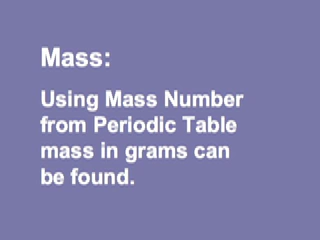 Mass:
Using Mass Number
from Periodic Table
mass in grams can
be found.